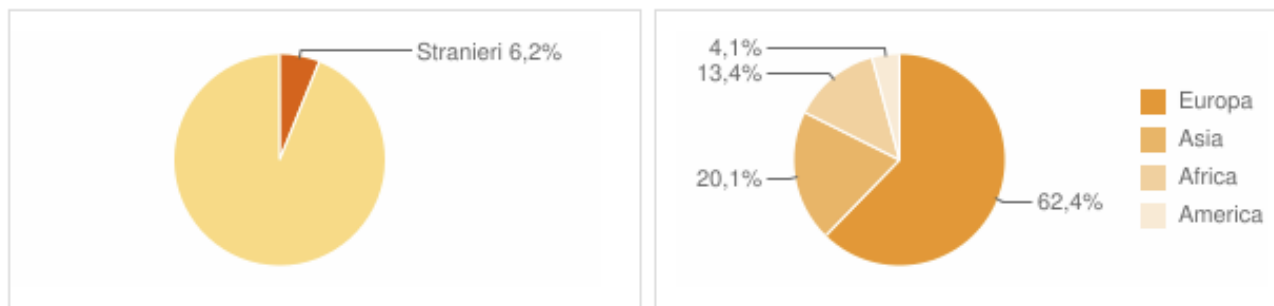 Stranieri 6,2%
4,1%
13,4%
20,1%
62,4%
Europa
Asia
Africa
America